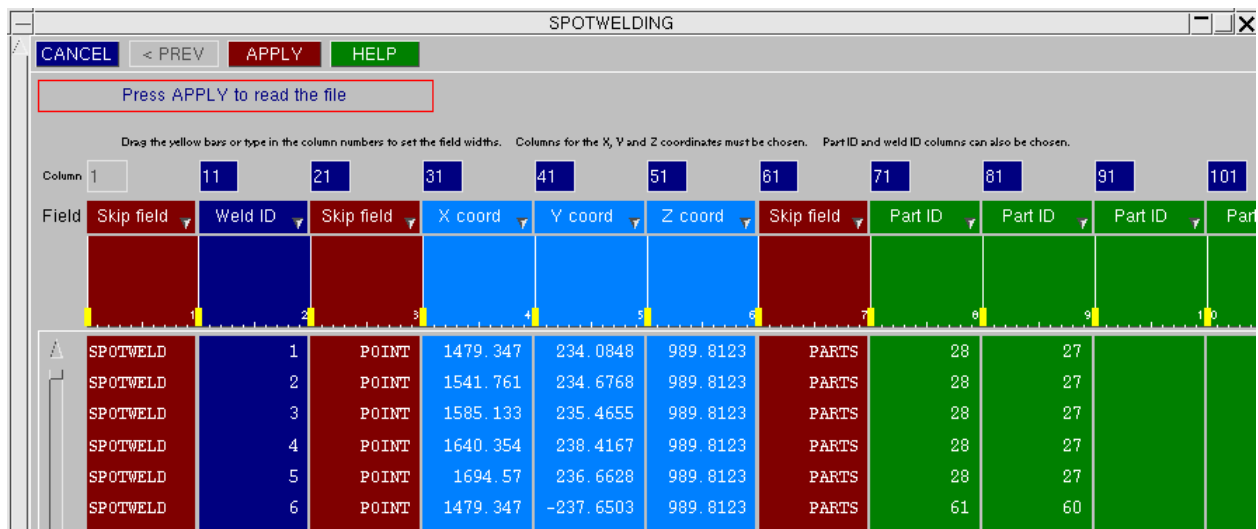 SPOTWELDING
CANCEL < PREV APPLY HELP
Press APPLY to read the file
Drag the yellow bars or type in the column numbers to set the field widths. Columns for the X, Y and Z coordinates must be chosen. Part ID and weld ID columns can also be chosen.
Column 1 11 21 31 41 51 61 71 81 91 101
Field Skip field Weld ID Skip field X coord Y coord Z coord Skip field Part ID Part ID Part ID Part
1 2 3 4 5 6 7 8 9 10
SPOTWELD 1 POINT 1479.347 234.0848 989.8123 PARTS 28 27
SPOTWELD 2 POINT 1541.761 234.6768 989.8123 PARTS 28 27
SPOTWELD 3 POINT 1585.133 235.4655 989.8123 PARTS 28 27
SPOTWELD 4 POINT 1640.354 238.4167 989.8123 PARTS 28 27
SPOTWELD 5 POINT 1694.57 236.6628 989.8123 PARTS 28 27
SPOTWELD 6 POINT 1479.347 -237.6503 989.8123 PARTS 61 60